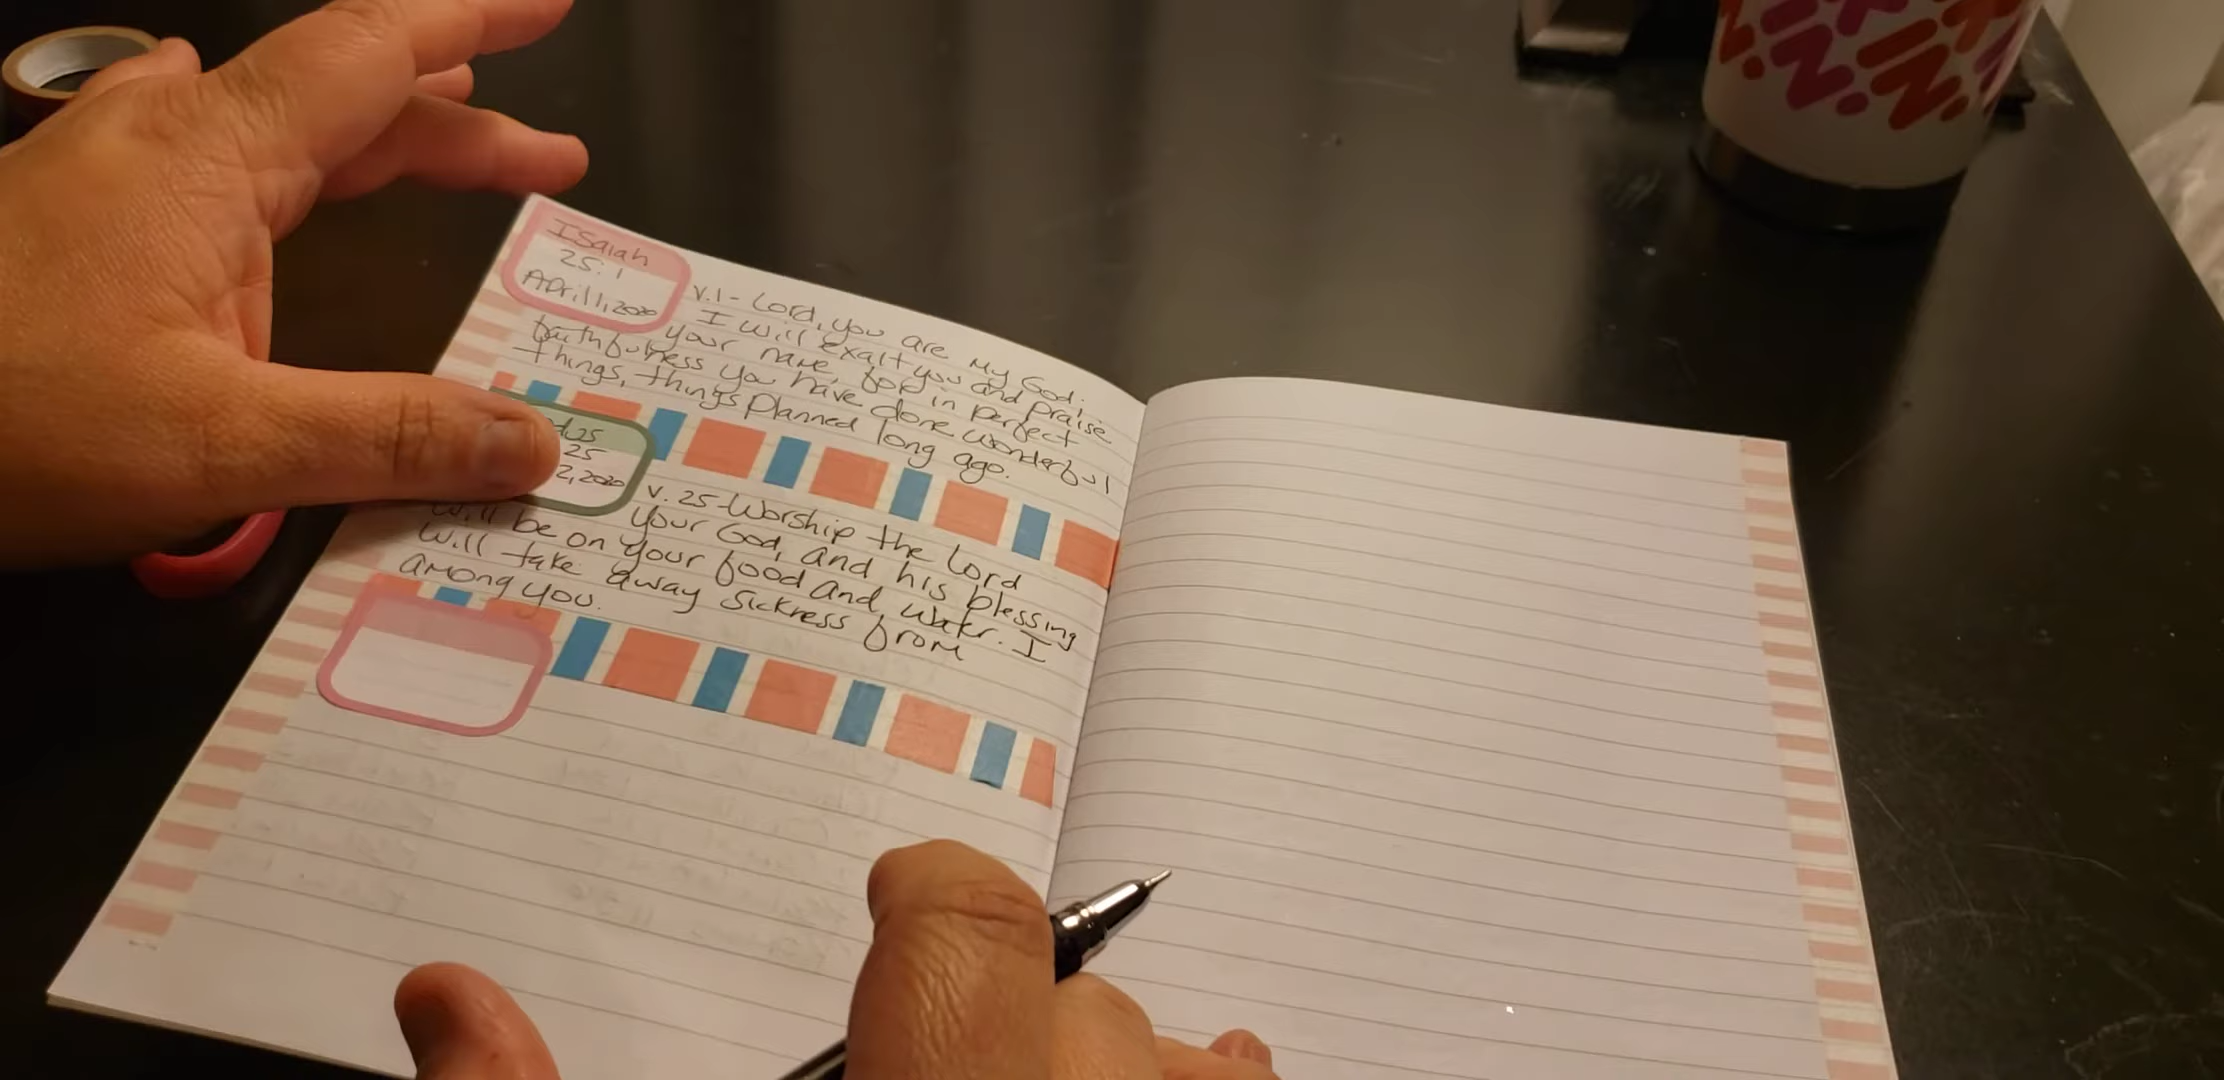 Isaiah
25:1
April 1, 2020
v.1- Lord, you are my God;
I will exalt you and praise
your name, for in perfect
faithfulness you have done wonderful
things, things planned long ago.
d.25
25
2, 2020
v. 25-Worship the Lord
your God, and his blessing
will be on your food and water. I
will take away sickness from
among you.